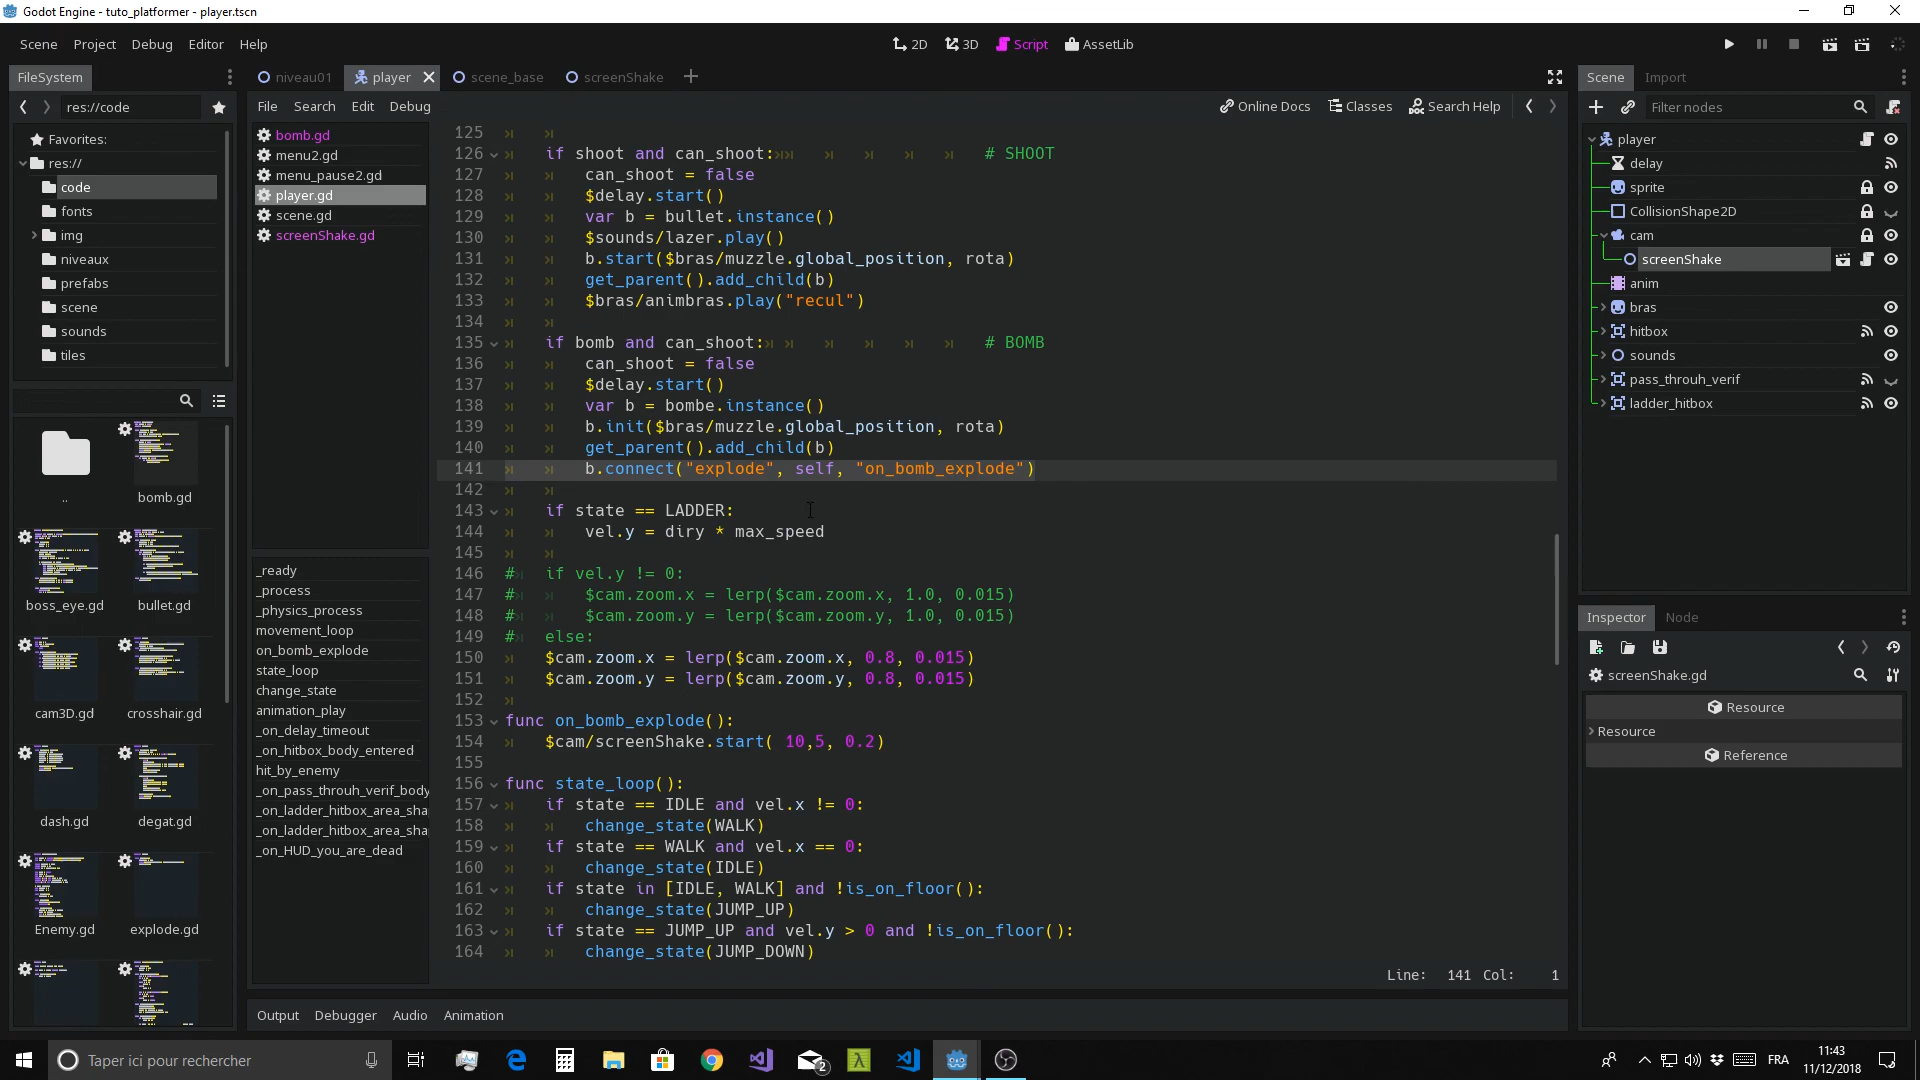 Godot Engine - tuto_platformer - player.tscn
Scene Project Debug Editor Help
2D 3D Script AssetLib
FileSystem
niveau01 player scene_base screenShake
Scene Import
res://code
File Search Edit Debug
Online Docs Classes Search Help
Filter nodes
Favorites:
res://
code
fonts
img
niveaux
prefabs
scene
sounds
tiles
..
bomb.gd
boss_eye.gd
bullet.gd
cam3D.gd
crosshair.gd
dash.gd
degat.gd
Enemy.gd
explode.gd
bomb.gd
menu2.gd
menu_pause2.gd
player.gd
scene.gd
screenShake.gd
_ready
_process
_physics_process
movement_loop
on_bomb_explode
state_loop
change_state
animation_play
_on_delay_timeout
_on_hitbox_body_entered
hit_by_enemy
_on_pass_throuh_verif_body
_on_ladder_hitbox_area_sha
_on_ladder_hitbox_area_sha
_on_HUD_you_are_dead
125
126 if shoot and can_shoot: # SHOOT
127 can_shoot = false
128 $delay.start()
129 var b = bullet.instance()
130 $sounds/lazer.play()
131 b.start($bras/muzzle.global_position, rota)
132 get_parent().add_child(b)
133 $bras/animbras.play("recul")
134
135 if bomb and can_shoot: # BOMB
136 can_shoot = false
137 $delay.start()
138 var b = bombe.instance()
139 b.init($bras/muzzle.global_position, rota)
140 get_parent().add_child(b)
141 b.connect("explode", self, "on_bomb_explode")
142
143 if state == LADDER:
144 vel.y = diry * max_speed
145
146 # if vel.y != 0:
147 # $cam.zoom.x = lerp($cam.zoom.x, 1.0, 0.015)
148 # $cam.zoom.y = lerp($cam.zoom.y, 1.0, 0.015)
149 # else:
150 $cam.zoom.x = lerp($cam.zoom.x, 0.8, 0.015)
151 $cam.zoom.y = lerp($cam.zoom.y, 0.8, 0.015)
152
153 func on_bomb_explode():
154 $cam/screenShake.start( 10,5, 0.2)
155
156 func state_loop():
157 if state == IDLE and vel.x != 0:
158 change_state(WALK)
159 if state == WALK and vel.x == 0:
160 change_state(IDLE)
161 if state in [IDLE, WALK] and !is_on_floor():
162 change_state(JUMP_UP)
163 if state == JUMP_UP and vel.y > 0 and !is_on_floor():
164 change_state(JUMP_DOWN)
Line: 141 Col: 1
Output Debugger Audio Animation
player
delay
sprite
CollisionShape2D
cam
screenShake
anim
bras
hitbox
sounds
pass_throuh_verif
ladder_hitbox
Inspector Node
screenShake.gd
Resource
Resource
Reference
Taper ici pour rechercher
2
FRA
11:43
11/12/2018